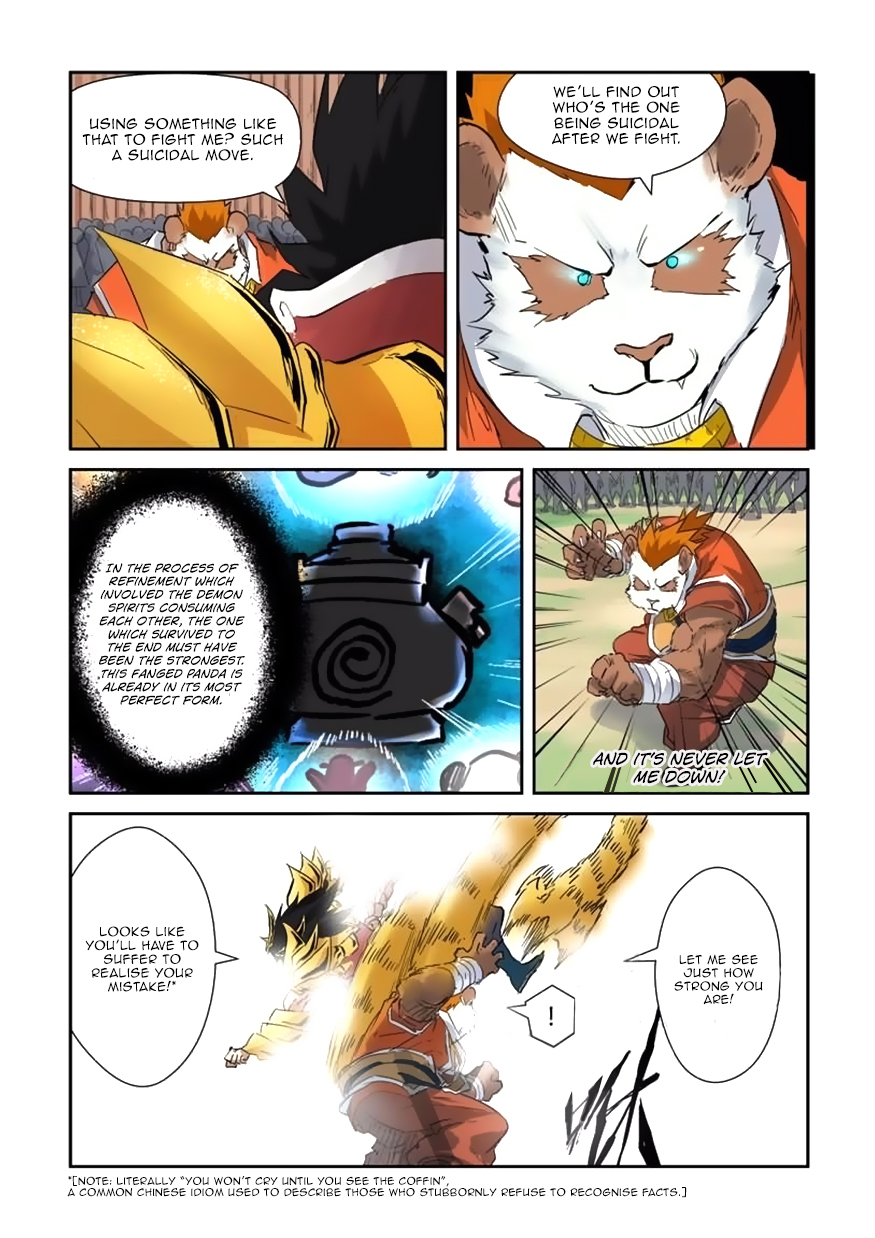 USING SOMETHING LIKE
THAT TO FIGHT ME? SUCH
A SUICIDAL MOVE.
WE'LL FIND OUT
WHO'S THE ONE
BEING SUICIDAL
AFTER WE FIGHT.
IN THE PROCESS OF
REFINEMENT WHICH
INVOLVED THE DEMON
SPIRITS CONSUMING
EACH OTHER, THE ONE
WHICH SURVIVED TO
THE END MUST HAVE
BEEN THE STRONGEST.
THIS FANGED PANDA IS
ALREADY IN ITS MOST
PERFECT FORM.
AND IT'S NEVER LET
ME DOWN!
LOOKS LIKE
YOU'LL HAVE TO
SUFFER TO
REALISE YOUR
MISTAKE!*
!
LET ME SEE
JUST HOW
STRONG YOU
ARE!
*[NOTE: LITERALLY "YOU WON'T CRY UNTIL YOU SEE THE COFFIN",
A COMMON CHINESE IDIOM USED TO DESCRIBE THOSE WHO STUBBORNLY REFUSE TO RECOGNISE FACTS.]